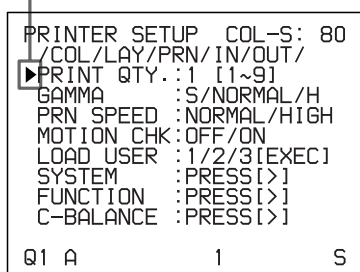 PRINTER SETUP COL-S: 80
/COL/LAY/PRN/IN/OUT/
▶PRINT QTY.:1 [1~9]
GAMMA :S/NORMAL/H
PRN SPEED :NORMAL/HIGH
MOTION CHK:OFF/ON
LOAD USER :1/2/3[EXEC]
SYSTEM :PRESS[>]
FUNCTION :PRESS[>]
C-BALANCE :PRESS[>]
Q1 A 1 S